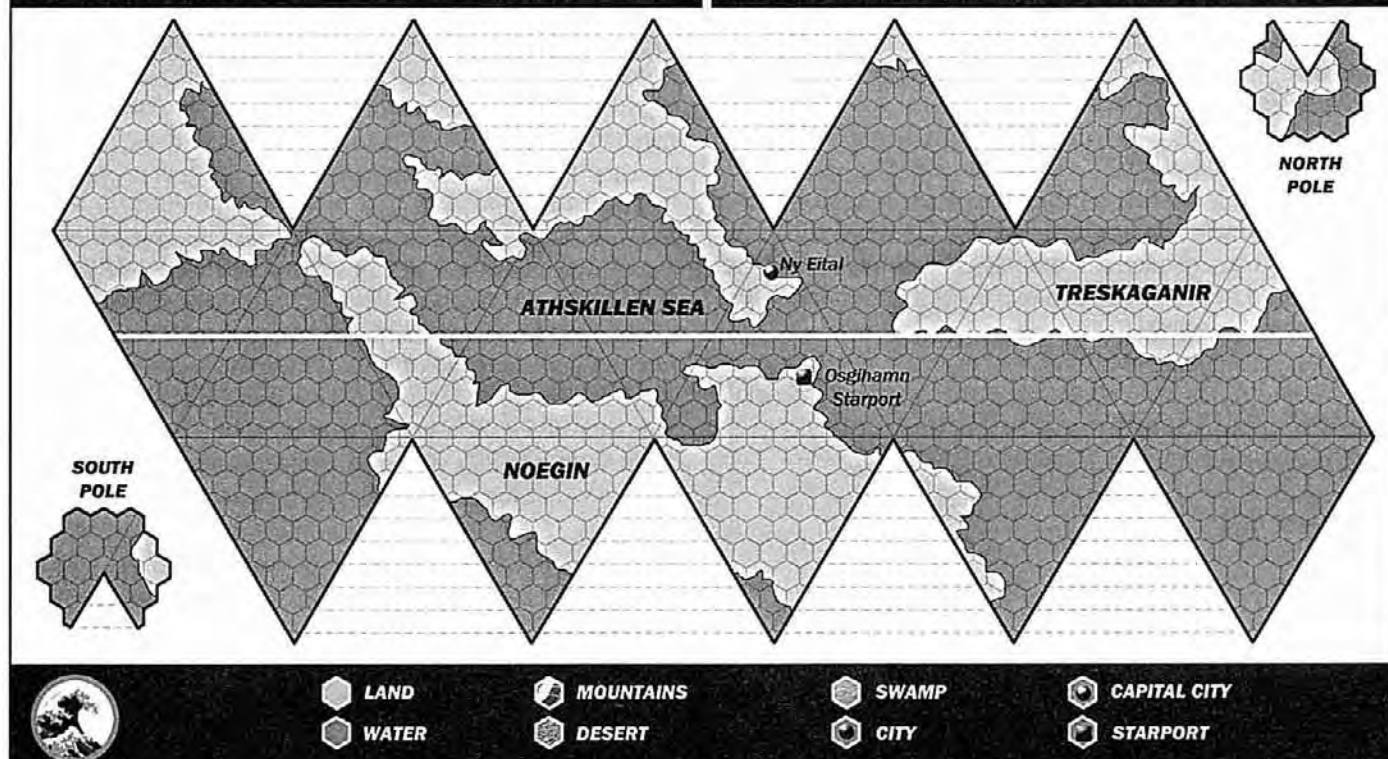 NORTH
POLE
Ny Eital
ATHSKILLEN SEA
TRESKAGANIR
Osgihamn
Starport
NOEGIN
SOUTH
POLE
LAND
MOUNTAINS
SWAMP
CAPITAL CITY
WATER
DESERT
CITY
STARPORT